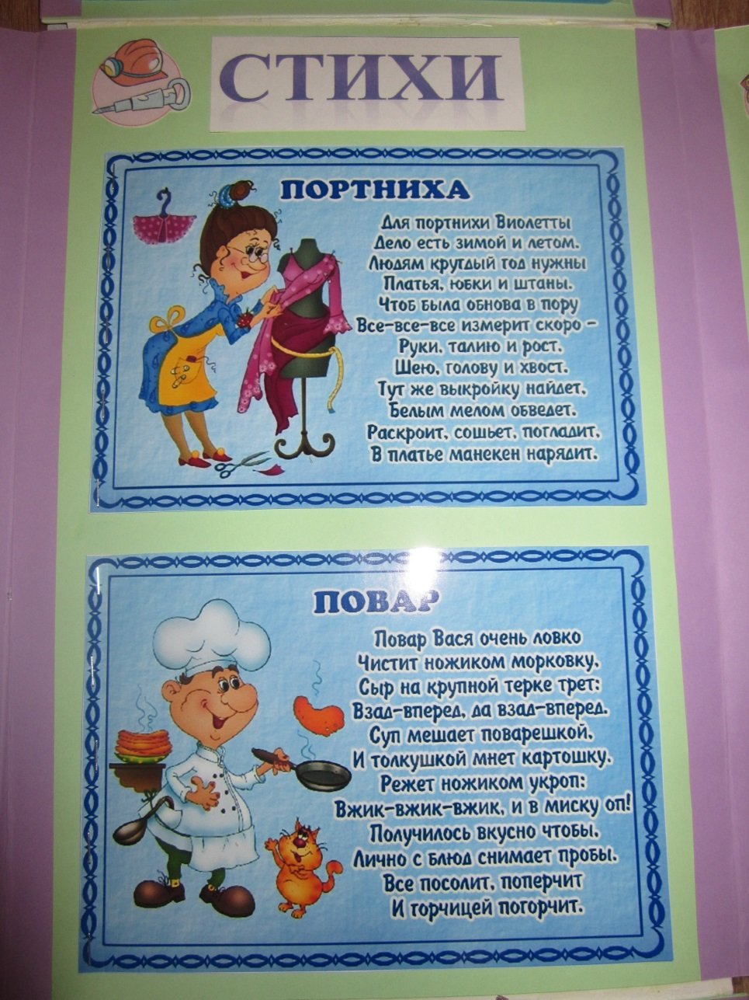 СТИХИ
ПОРТНИХА
Для портнихи Виолетты
Дело есть зимой и летом.
Людям круглый год нужны
Платья, юбки и штаны.
Чтоб была обнова в пору
Все-все-все измерит скоро –
Руки, талию и рост,
Шею, голову и хвост.
Тут же выкройку найдет,
Белым мелом обведет.
Раскроит, сошьет, погладит,
В платье манекен нарядит.
ПОВАР
Повар Вася очень ловко
Чистит ножиком морковку,
Сыр на крупной терке трет:
Взад-вперед, да взад-вперед.
Суп мешает поварешкой,
И толкушкой мнет картошку.
Режет ножиком укроп:
Вжик-вжик-вжик, и в миску оп!
Получилось вкусно чтобы,
Лично с блюд снимает пробы.
Все посолит, поперчит
И горчицей погорчит.